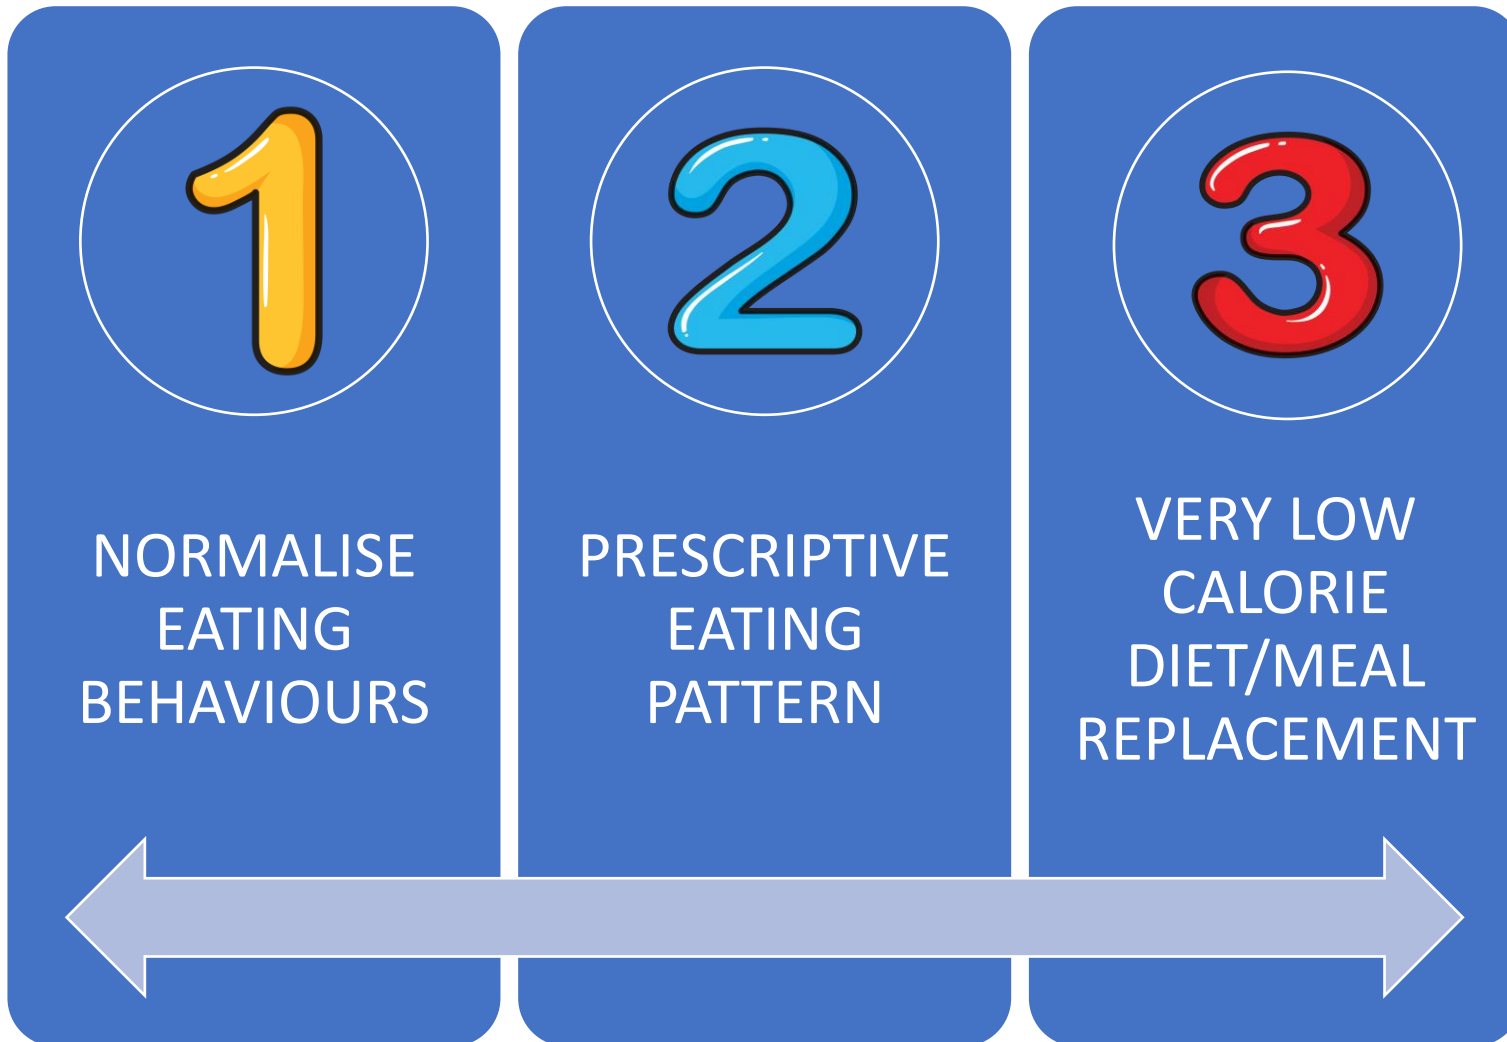 1
NORMALISE
EATING
BEHAVIOURS
2
PRESCRIPTIVE
EATING
PATTERN
3
VERY LOW
CALORIE
DIET/MEAL
REPLACEMENT